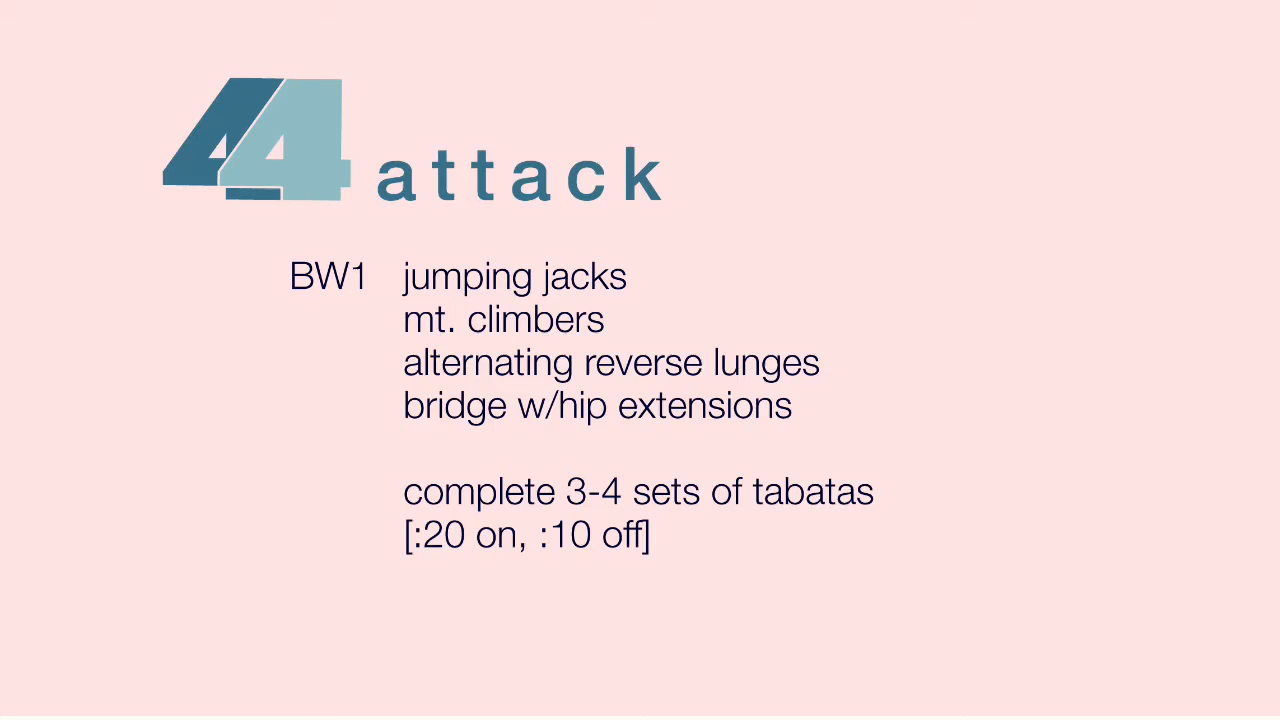 44 attack
BW1 jumping jacks
mt. climbers
alternating reverse lunges
bridge w/hip extensions
complete 3-4 sets of tabatas
[:20 on, :10 off]